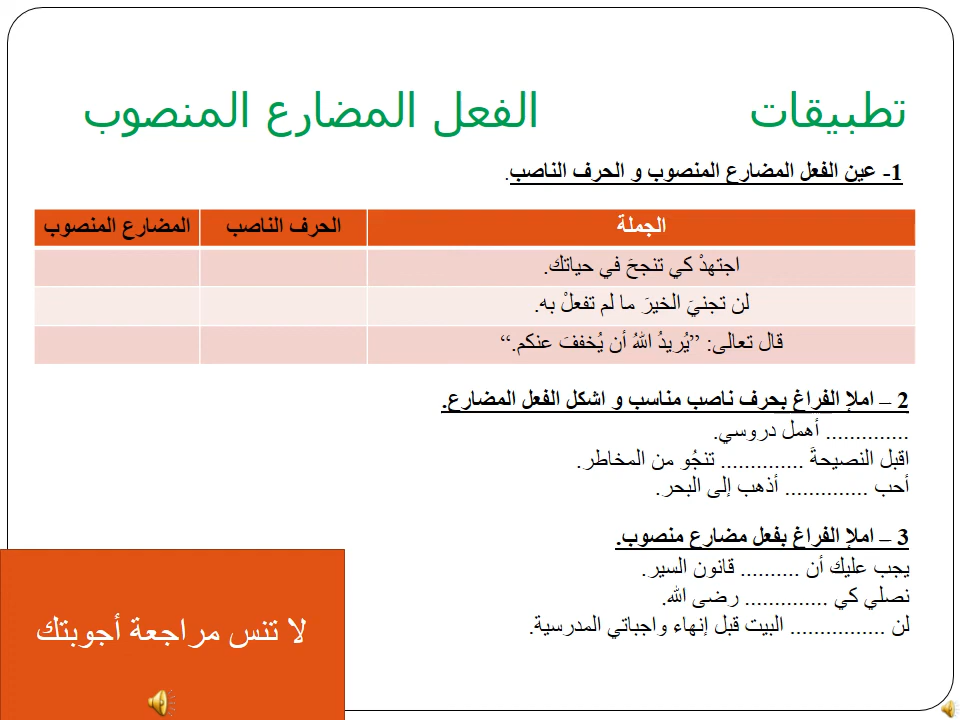 تطبيقات الفعل المضارع المنصوب
1- عين الفعل المضارع المنصوب و الحرف الناصب.
الجملة الحرف الناصب المضارع المنصوب
اجتهدْ كي تنجحَ في حياتك.
لن تجنيَ الخيرَ ما لم تفعلْ به.
قال تعالى: ”يُريدُ اللهُ أن يُخففَ عنكم.“
2 – املإ الفراغ بحرف ناصب مناسب و اشكل الفعل المضارع.
.............. أهمل دروسي.
اقبل النصيحةَ .............. تنجُو من المخاطر.
أحب .............. أذهب إلى البحر.
3 – املإ الفراغ بفعل مضارع منصوب.
يجب عليك أن .......... قانون السير.
نصلي كي .............. رضى الله.
لن ................ البيت قبل إنهاء واجباتي المدرسية.
لا تنس مراجعة أجوبتك